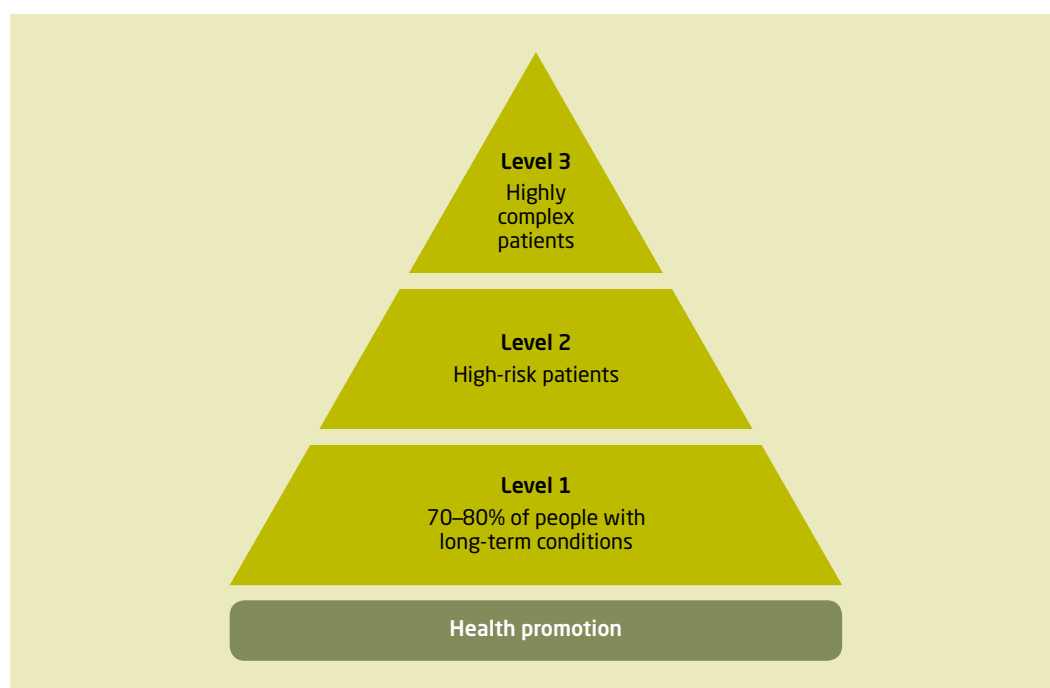 Level 3
Highly
complex
patients
Level 2
High-risk patients
Level 1
70–80% of people with
long-term conditions
Health promotion